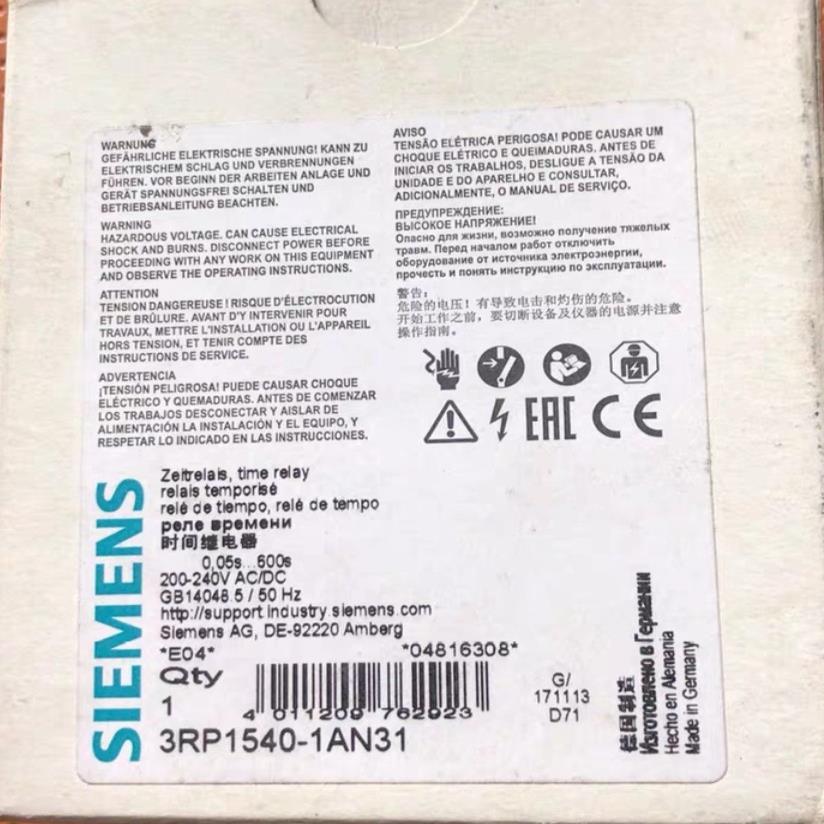 WARNUNG
GEFÄHRLICHE ELEKTRISCHE SPANNUNG! KANN ZU
ELEKTRISCHEM SCHLAG UND VERBRENNUNGEN
FÜHREN. VOR BEGINN DER ARBEITEN ANLAGE UND
GERÄT SPANNUNGSFREI SCHALTEN UND
BETRIEBSANLEITUNG BEACHTEN.
WARNING
HAZARDOUS VOLTAGE. CAN CAUSE ELECTRICAL
SHOCK AND BURNS. DISCONNECT POWER BEFORE
PROCEEDING WITH ANY WORK ON THIS EQUIPMENT
AND OBSERVE THE OPERATING INSTRUCTIONS.
ATTENTION
TENSION DANGEREUSE ! RISQUE D'ÉLECTROCUTION
ET DE BRÛLURE. AVANT D'Y INTERVENIR POUR
TRAVAUX, METTRE L'INSTALLATION OU L'APPAREIL
HORS TENSION, ET TENIR COMPTE DES
INSTRUCTIONS DE SERVICE.
ADVERTENCIA
¡TENSIÓN PELIGROSA! PUEDE CAUSAR CHOQUE
ELÉCTRICO Y QUEMADURAS. ANTES DE COMENZAR
LOS TRABAJOS DESCONECTAR Y AISLAR DE
ALIMENTACIÓN LA INSTALACIÓN Y EL EQUIPO, Y
RESPETAR LO INDICADO EN LAS INSTRUCCIONES.
AVISO
TENSÃO ELÉTRICA PERIGOSA! PODE CAUSAR UM
CHOQUE ELÉTRICO E QUEIMADURAS. ANTES DE
INICIAR OS TRABALHOS, DESLIGUE A TENSÃO DA
UNIDADE E DO APARELHO E CONSULTAR,
ADICIONALMENTE, O MANUAL DE SERVIÇO.
ПРЕДУПРЕЖДЕНИЕ:
ВЫСОКОЕ НАПРЯЖЕНИЕ!
Опасно для жизни, возможно получение тяжелых
травм. Перед началом работ отключить
оборудование от источника электроэнергии,
прочесть и понять инструкцию по эксплуатации.
警告:
危险的电压! 有导致电击和灼伤的危险。
开始工作之前, 要切断设备及仪器的电源并注意
操作指南。
EAC CE
SIEMENS
Zeitrelais, time relay
relais temporisé
relé de tiempo, relé de tempo
реле времени
时间继电器
0,05s...600s
200-240V AC/DC
GB14048.5 / 50 Hz
http://support.industry.siemens.com
Siemens AG, DE-92220 Amberg
*E04* *04816308*
Qty
1
4 011209 762923
3RP1540-1AN31
G/
171113
D71
德国制造
Изготовлено в Германии
Hecho en Alemania
Made in Germany